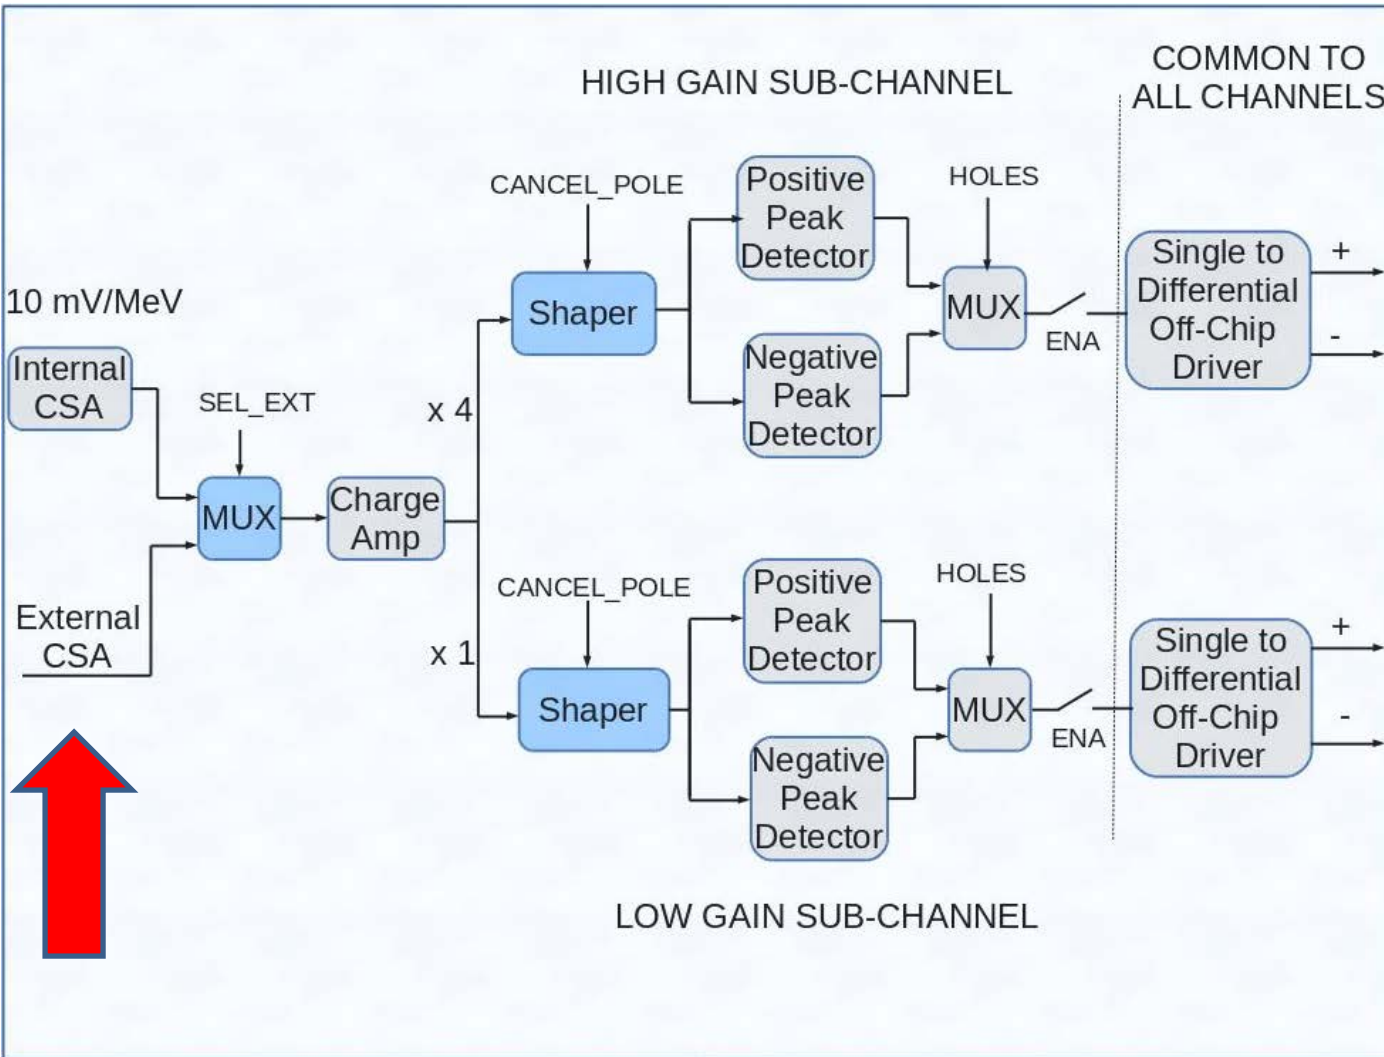 HIGH GAIN SUB-CHANNEL
COMMON TO
ALL CHANNELS
CANCEL_POLE
Positive
Peak
Detector
HOLES
Shaper
MUX
ENA
Single to
Differential
Off-Chip
Driver
+
-
Negative
Peak
Detector
10 mV/MeV
Internal
CSA
SEL_EXT
x 4
MUX
Charge
Amp
External
CSA
x 1
CANCEL_POLE
Positive
Peak
Detector
HOLES
Shaper
MUX
ENA
Single to
Differential
Off-Chip
Driver
+
-
Negative
Peak
Detector
LOW GAIN SUB-CHANNEL